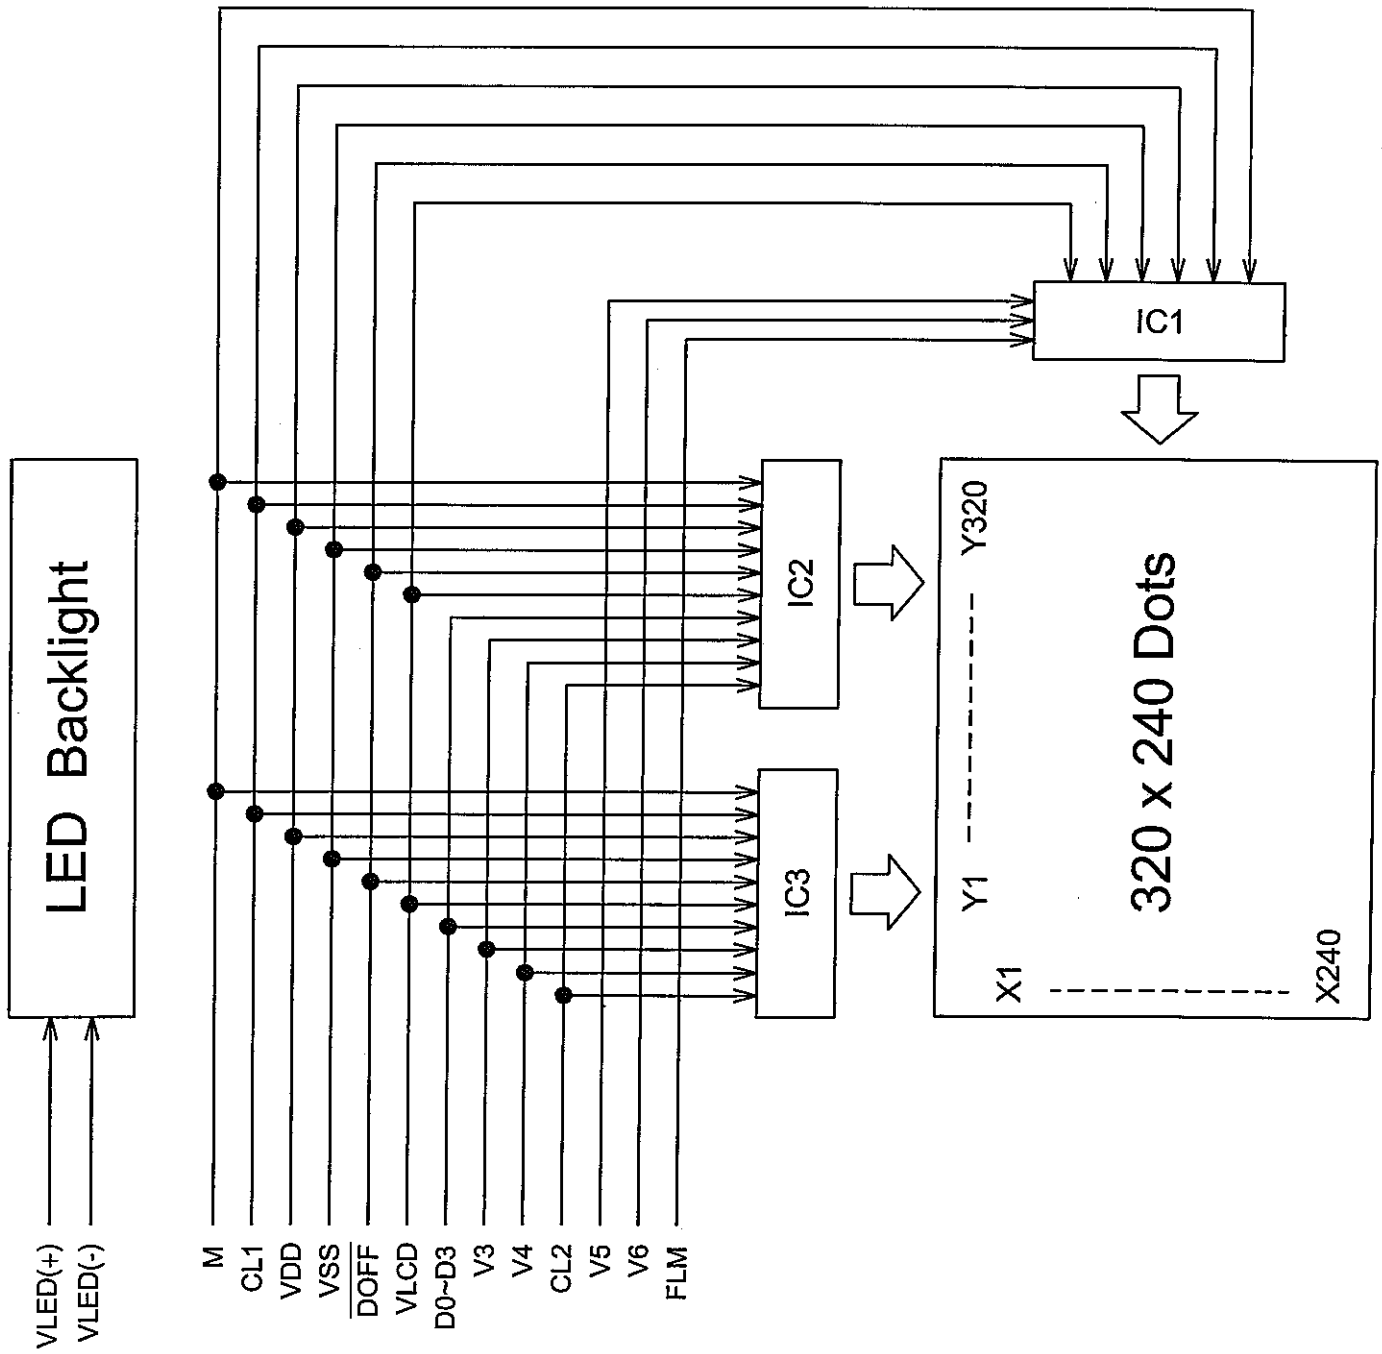 VLED(+)
VLED(-)
LED Backlight
M
CL1
VDD
VSS
DOFF
VLCD
D0~D3
V3
V4
CL2
V5
V6
FLM
IC3
IC2
IC1
X1
X240
Y1
Y320
320 x 240 Dots